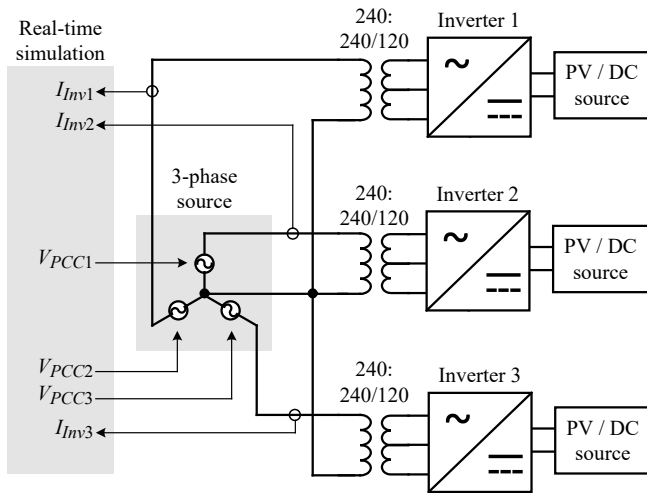 Real-time
simulation
I_Inv1
I_Inv2
3-phase
source
V_PCC1
V_PCC2
V_PCC3
I_Inv3
240:
240/120
Inverter 1
PV / DC
source
240:
240/120
Inverter 2
PV / DC
source
240:
240/120
Inverter 3
PV / DC
source